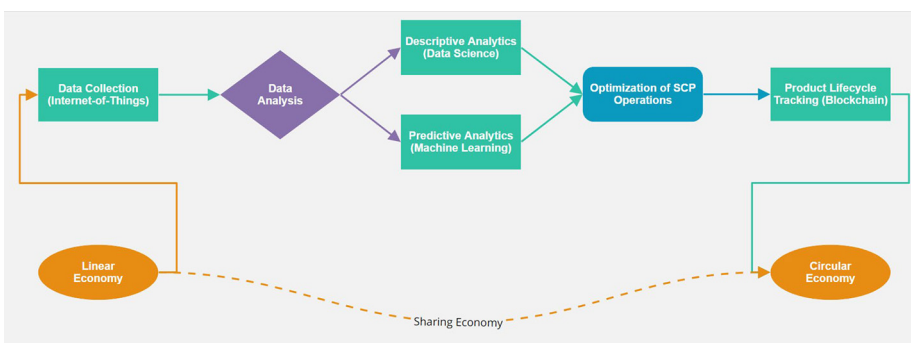 Data Collection
(Internet-of-Things)
Data
Analysis
Descriptive Analytics
(Data Science)
Predictive Analytics
(Machine Learning)
Optimization of SCP
Operations
Product Lifecycle
Tracking (Blockchain)
Linear
Economy
Sharing Economy
Circular
Economy